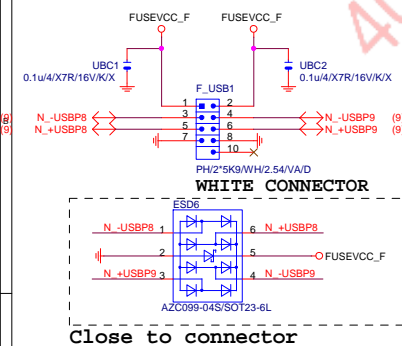 FUSEVCC_F FUSEVCC_F
UBC1 UBC2
0.1u/4/X7R/16V/K/X 0.1u/4/X7R/16V/K/X
F_USB1
1 2
N_-USBP8 3 4 N_-USBP9
N_+USBP8 5 6 N_+USBP9
7 8
10
PH/2*5K9/WH/2.54/VA/D
WHITE CONNECTOR
ESD6
N_-USBP8 1 6 N_+USBP8
2 5 FUSEVCC_F
N_+USBP9 3 4 N_-USBP9
AZC099-04S/SOT23-6L
Close to connector